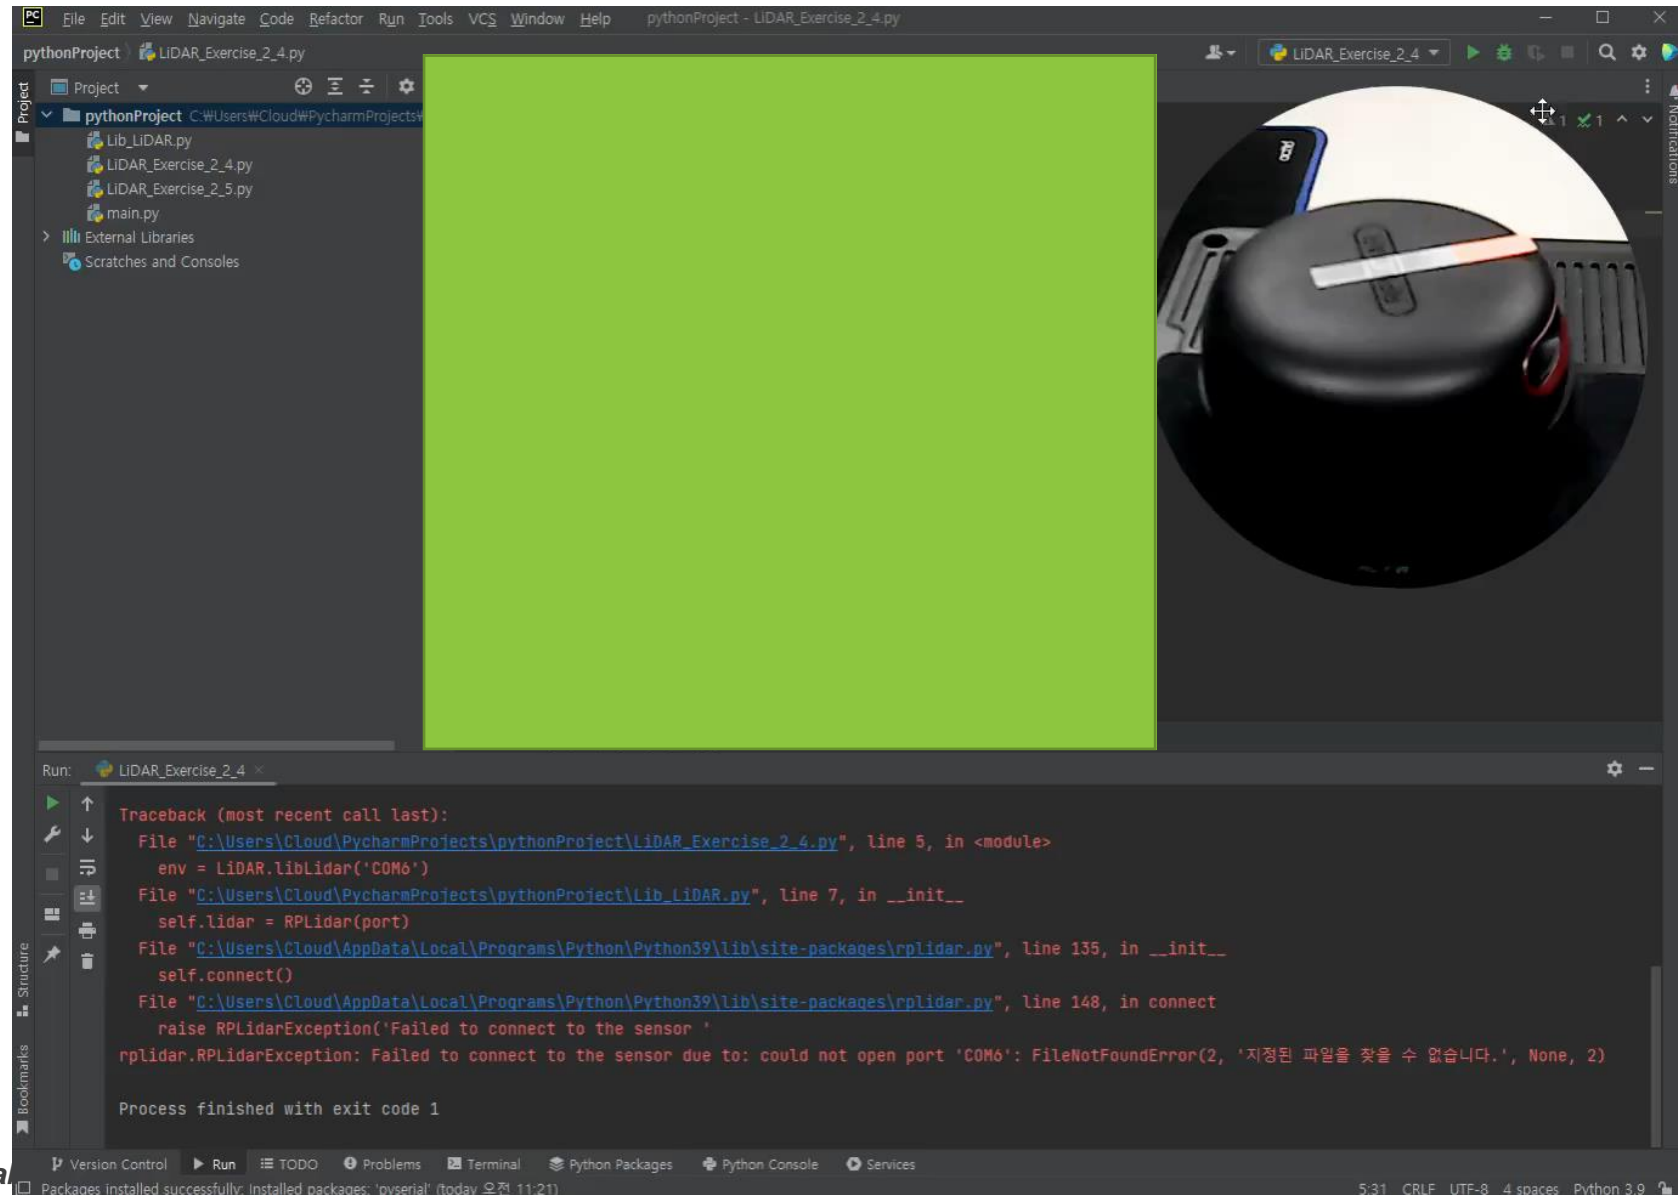 PC File Edit View Navigate Code Refactor Run Tools VCS Window Help pythonProject - LiDAR_Exercise_2_4.py
pythonProject LiDAR_Exercise_2_4.py LiDAR_Exercise_2_4
Project Project
pythonProject C:₩Users₩Cloud₩PycharmProjects₩ 1 1
Lib_LiDAR.py
LiDAR_Exercise_2_4.py
LiDAR_Exercise_2_5.py
main.py
External Libraries
Scratches and Consoles
Notifications
Run: LiDAR_Exercise_2_4
Traceback (most recent call last):
File "C:\Users\Cloud\PycharmProjects\pythonProject\LiDAR_Exercise_2_4.py", line 5, in <module>
env = LiDAR.libLidar('COM6')
File "C:\Users\Cloud\PycharmProjects\pythonProject\Lib_LiDAR.py", line 7, in __init__
self.lidar = RPLidar(port)
File "C:\Users\Cloud\AppData\Local\Programs\Python\Python39\lib\site-packages\rplidar.py", line 135, in __init__
self.connect()
File "C:\Users\Cloud\AppData\Local\Programs\Python\Python39\lib\site-packages\rplidar.py", line 148, in connect
raise RPLidarException('Failed to connect to the sensor '
rplidar.RPLidarException: Failed to connect to the sensor due to: could not open port 'COM6': FileNotFoundError(2, '지정된 파일을 찾을 수 없습니다.', None, 2)
Process finished with exit code 1
Structure
Bookmarks
Version Control Run TODO Problems Terminal Python Packages Python Console Services
Packages installed successfully: Installed packages: 'pyserial' (today 오전 11:21) 5:31 CRLF UTF-8 4 spaces Python 3.9